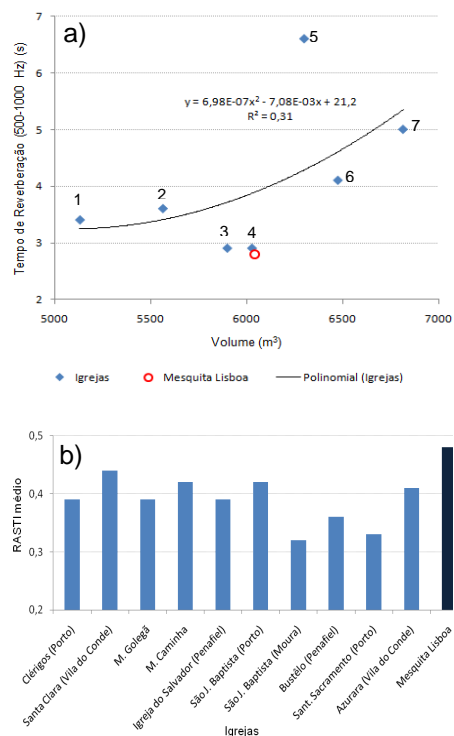 a)
Tempo de Reverberação (500-1000 Hz) (s)
7
6
5
4
3
2
5
y = 6,98E-07x² - 7,08E-03x + 21,2
R² = 0,31
7
1
2
6
3
4
5000
5500
6000
6500
7000
Volume (m³)
Igrejas
Mesquita Lisboa
Polinomial (Igrejas)
b)
RASTI médio
0,5
0,4
0,3
0,2
Clérigos (Porto)
Santa Clara (Vila do Conde)
M. Golegã
M. Caminha
Igreja do Salvador (Penafiel)
São J. Baptista (Porto)
São J. Baptista (Moura)
Bustêlo (Penafiel)
Sant. Sacramento (Porto)
Azurara (Vila do Conde)
Mesquita Lisboa
Igrejas